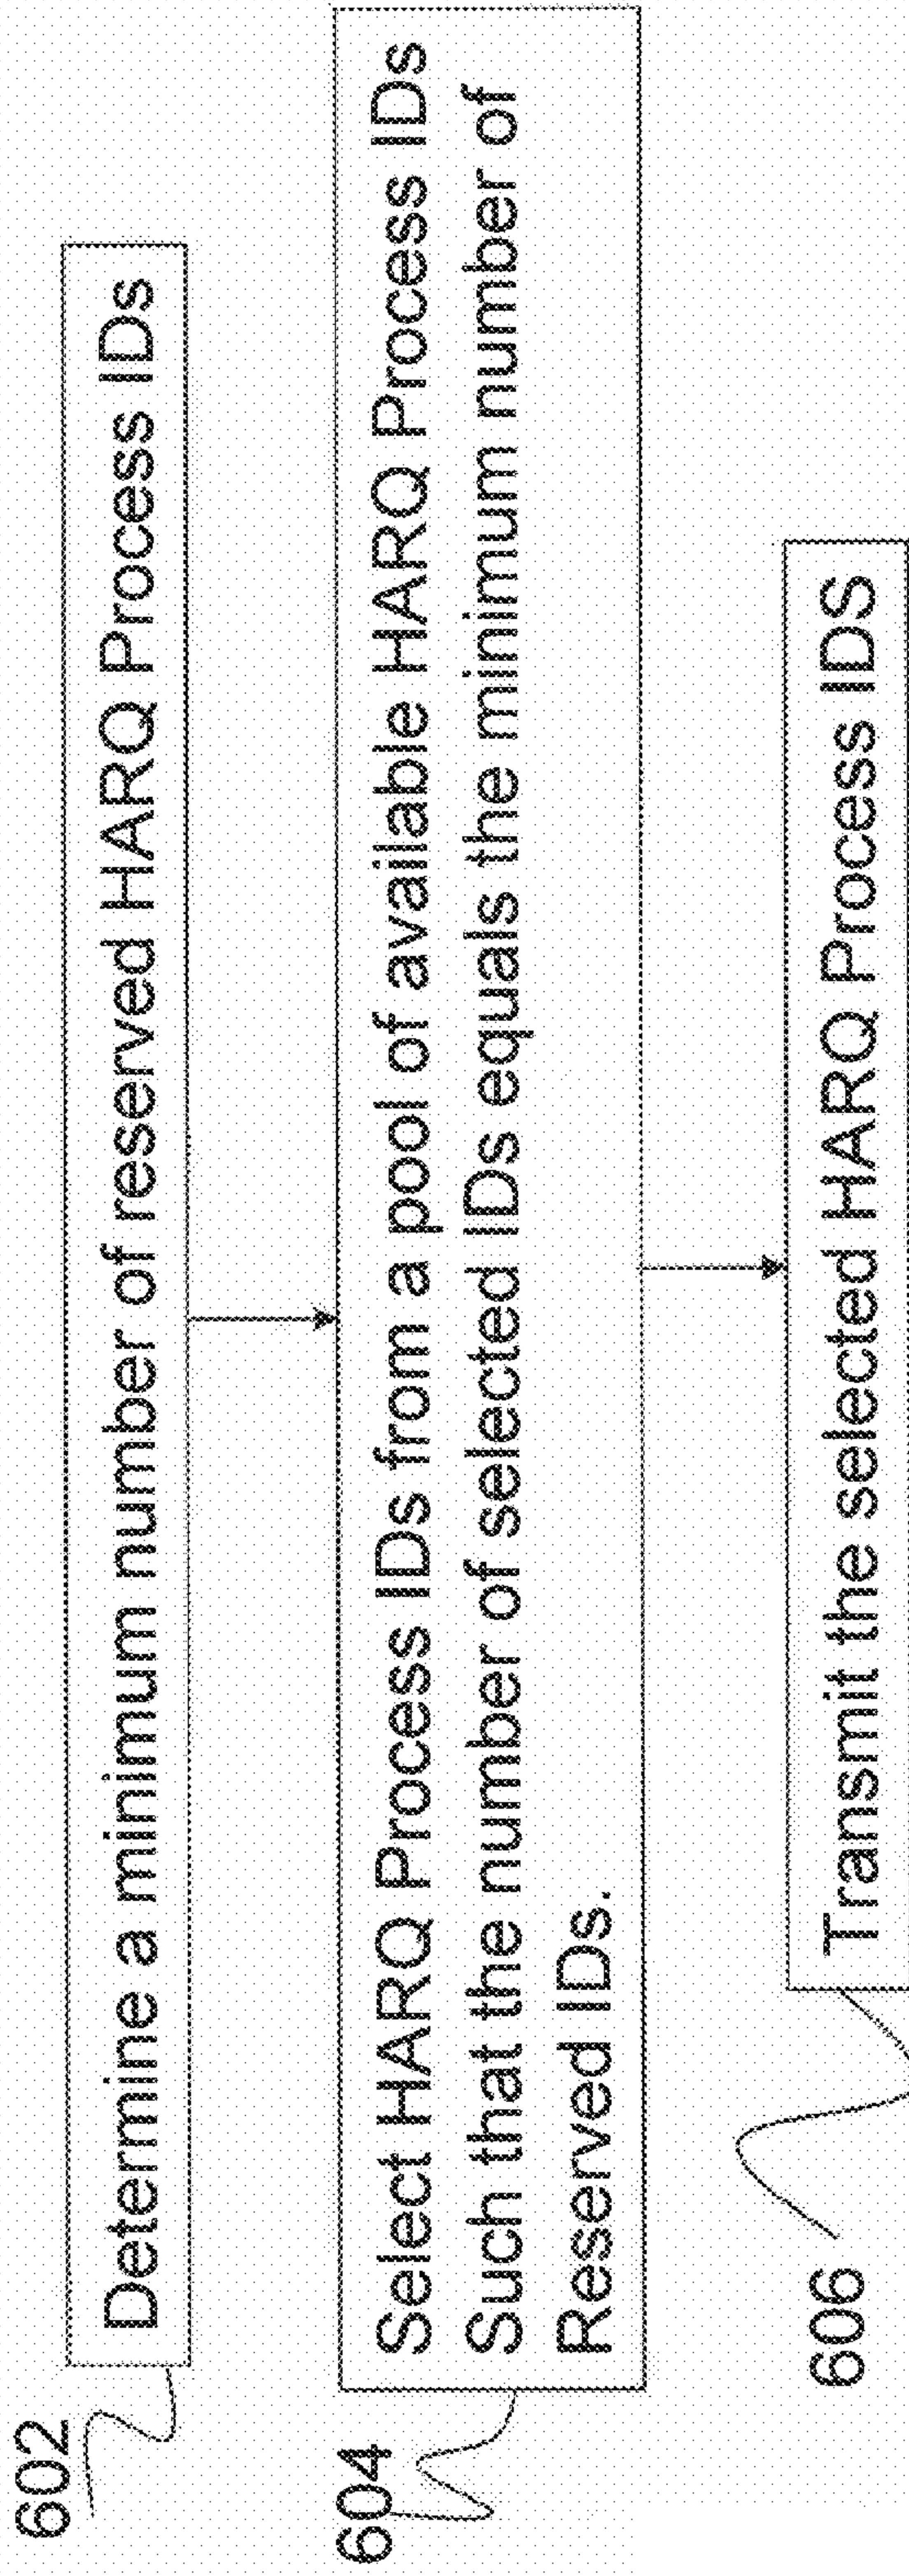 602
Determine a minimum number of reserved HARQ Process IDs
604
Select HARQ Process IDs from a pool of available HARQ Process IDs
Such that the number of selected IDs equals the minimum number of
Reserved IDs.
606
Transmit the selected HARQ Process IDS